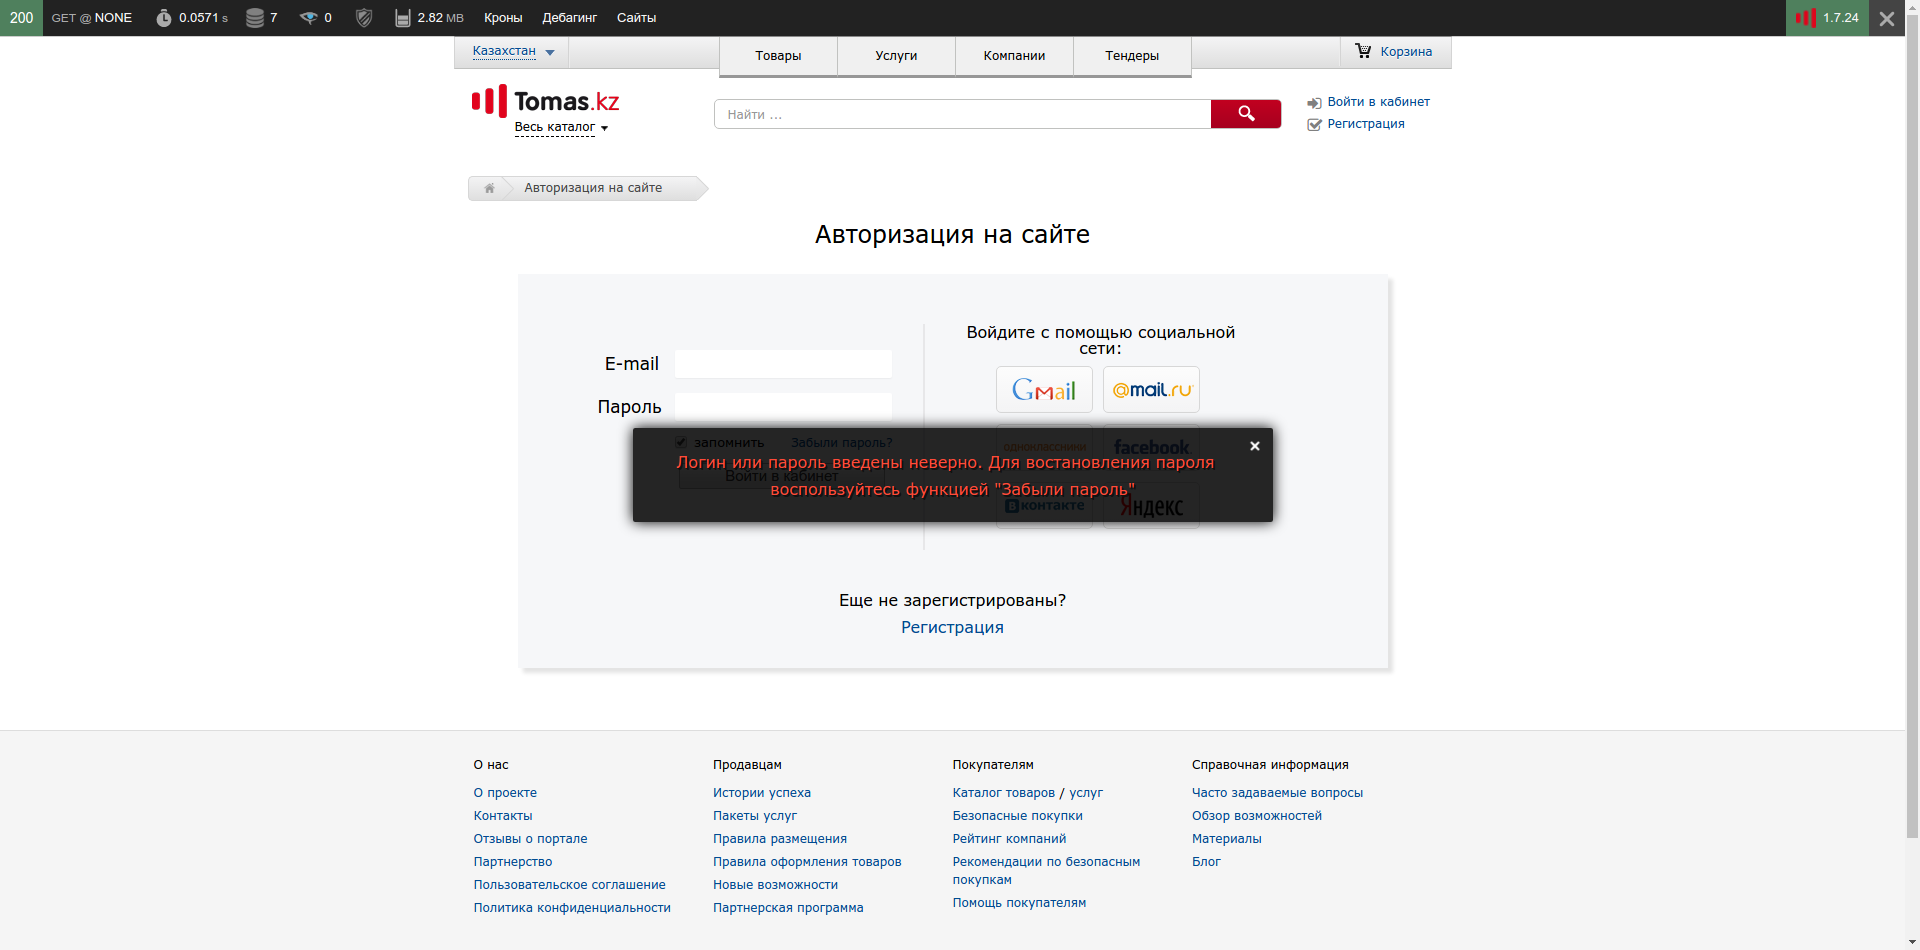 200 GET @ NONE 0.0571 s 7 0 2.82 MB Кроны Дебагинг Сайты 1.7.24
Казахстан Товары Услуги Компании Тендеры Корзина
Tomas.kz
Весь каталог
Найти ...
Войти в кабинет
Регистрация
Авторизация на сайте
Авторизация на сайте
E-mail
Пароль
запомнить Забыли пароль?
Войти в кабинет
Войдите с помощью социальной
сети:
Gmail @mail.ru
одноклассники facebook
вконтакте Яндекс
Логин или пароль введены неверно. Для востановления пароля
воспользуйтесь функцией "Забыли пароль"
Еще не зарегистрированы?
Регистрация
О нас
О проекте
Контакты
Отзывы о портале
Партнерство
Пользовательское соглашение
Политика конфиденциальности
Продавцам
Истории успеха
Пакеты услуг
Правила размещения
Правила оформления товаров
Новые возможности
Партнерская программа
Покупателям
Каталог товаров / услуг
Безопасные покупки
Рейтинг компаний
Рекомендации по безопасным
покупкам
Помощь покупателям
Справочная информация
Часто задаваемые вопросы
Обзор возможностей
Материалы
Блог